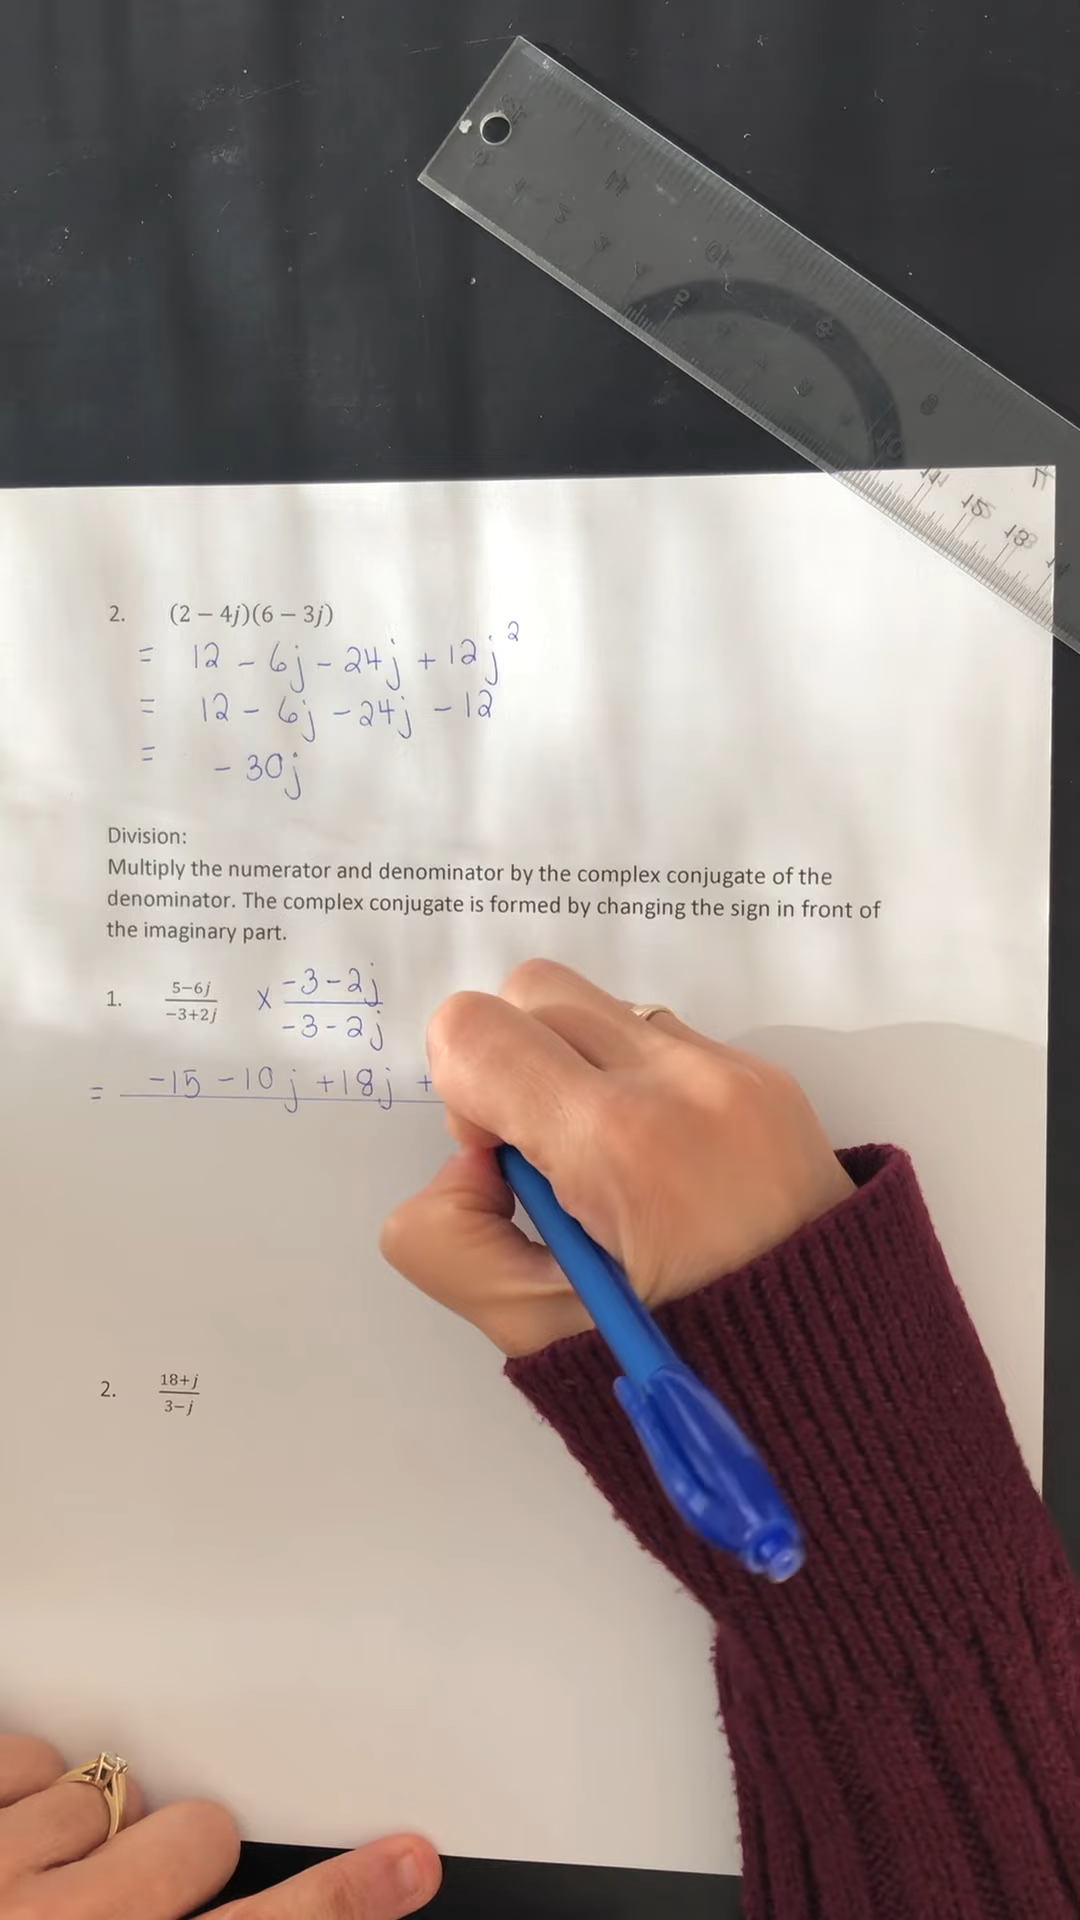 2. (2 – 4j)(6 – 3j)
= 12 - 6j - 24j + 12j²
= 12 - 6j - 24j - 12
= - 30j
Division:
Multiply the numerator and denominator by the complex conjugate of the
denominator. The complex conjugate is formed by changing the sign in front of
the imaginary part.
1. 5−6j/−3+2j × -3-2j/-3-2j
= -15 -10j +18j +
2. 18+j/3−j